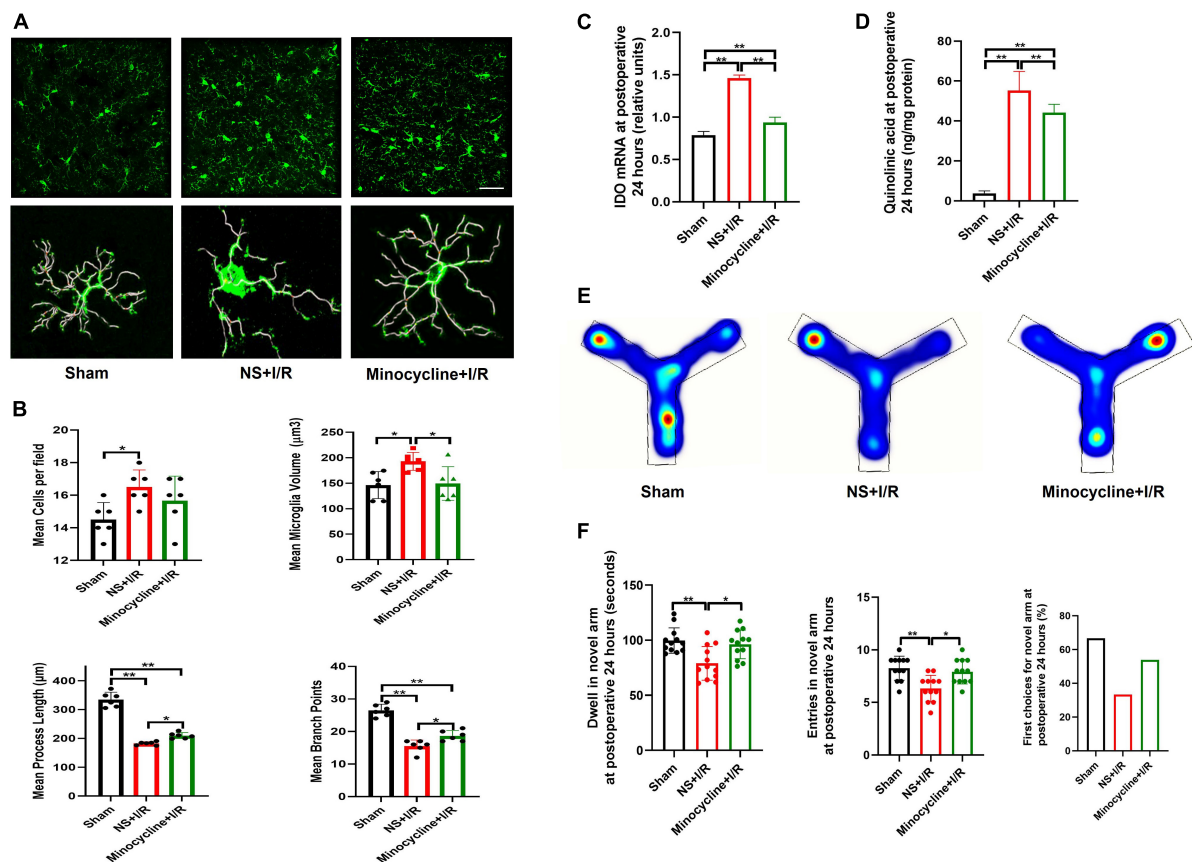 A
Sham
NS+I/R
Minocycline+I/R
B
Mean Cells per field
20
18
16
14
12
*
Sham
NS+I/R
Minocycline+I/R
Mean Microglia Volume (μm3)
250
200
150
100
50
0
*
*
Sham
NS+I/R
Minocycline+I/R
Mean Process Length (μm)
400
300
200
100
0
**
**
*
Sham
NS+I/R
Minocycline+I/R
Mean Branch Points
40
30
20
10
0
**
**
*
Sham
NS+I/R
Minocycline+I/R
C
IDO mRNA at postoperative
24 hours (relative units)
2.0
1.5
1.0
0.5
0.0
**
**
**
Sham
NS+I/R
Minocycline+I/R
D
Quinolinic acid at postoperative
24 hours (ng/mg protein)
80
60
40
20
0
**
**
**
Sham
NS+I/R
Minocycline+I/R
E
Sham
NS+I/R
Minocycline+I/R
F
Dwell in novel arm
at postoperative 24 hours (seconds)
150
100
50
0
**
*
Sham
NS+I/R
Minocycline+I/R
Entries in novel arm
at postoperative 24 hours
15
10
5
0
**
*
Sham
NS+I/R
Minocycline+I/R
First choices for novel arm at
postoperative 24 hours (%)
80
60
40
20
0
Sham
NS+I/R
Minocycline+I/R